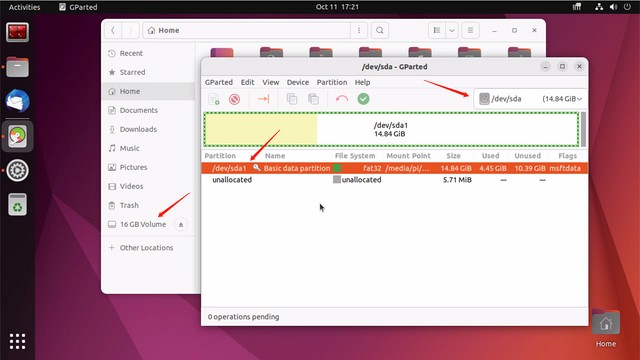 Activities GParted Oct 11 17:21
Home
Recent
Starred
Home
Documents
Downloads
Music
Pictures
Videos
Trash
16 GB Volume
+ Other Locations
/dev/sda - GParted
GParted Edit View Device Partition Help
/dev/sda (14.84 GiB)
/dev/sda1
14.84 GiB
Partition Name File System Mount Point Size Used Unused Flags
/dev/sda1 Basic data partition fat32 /media/pi/... 14.84 GiB 4.45 GiB 10.39 GiB msftdata
unallocated unallocated 5.71 MiB — —
0 operations pending
Home